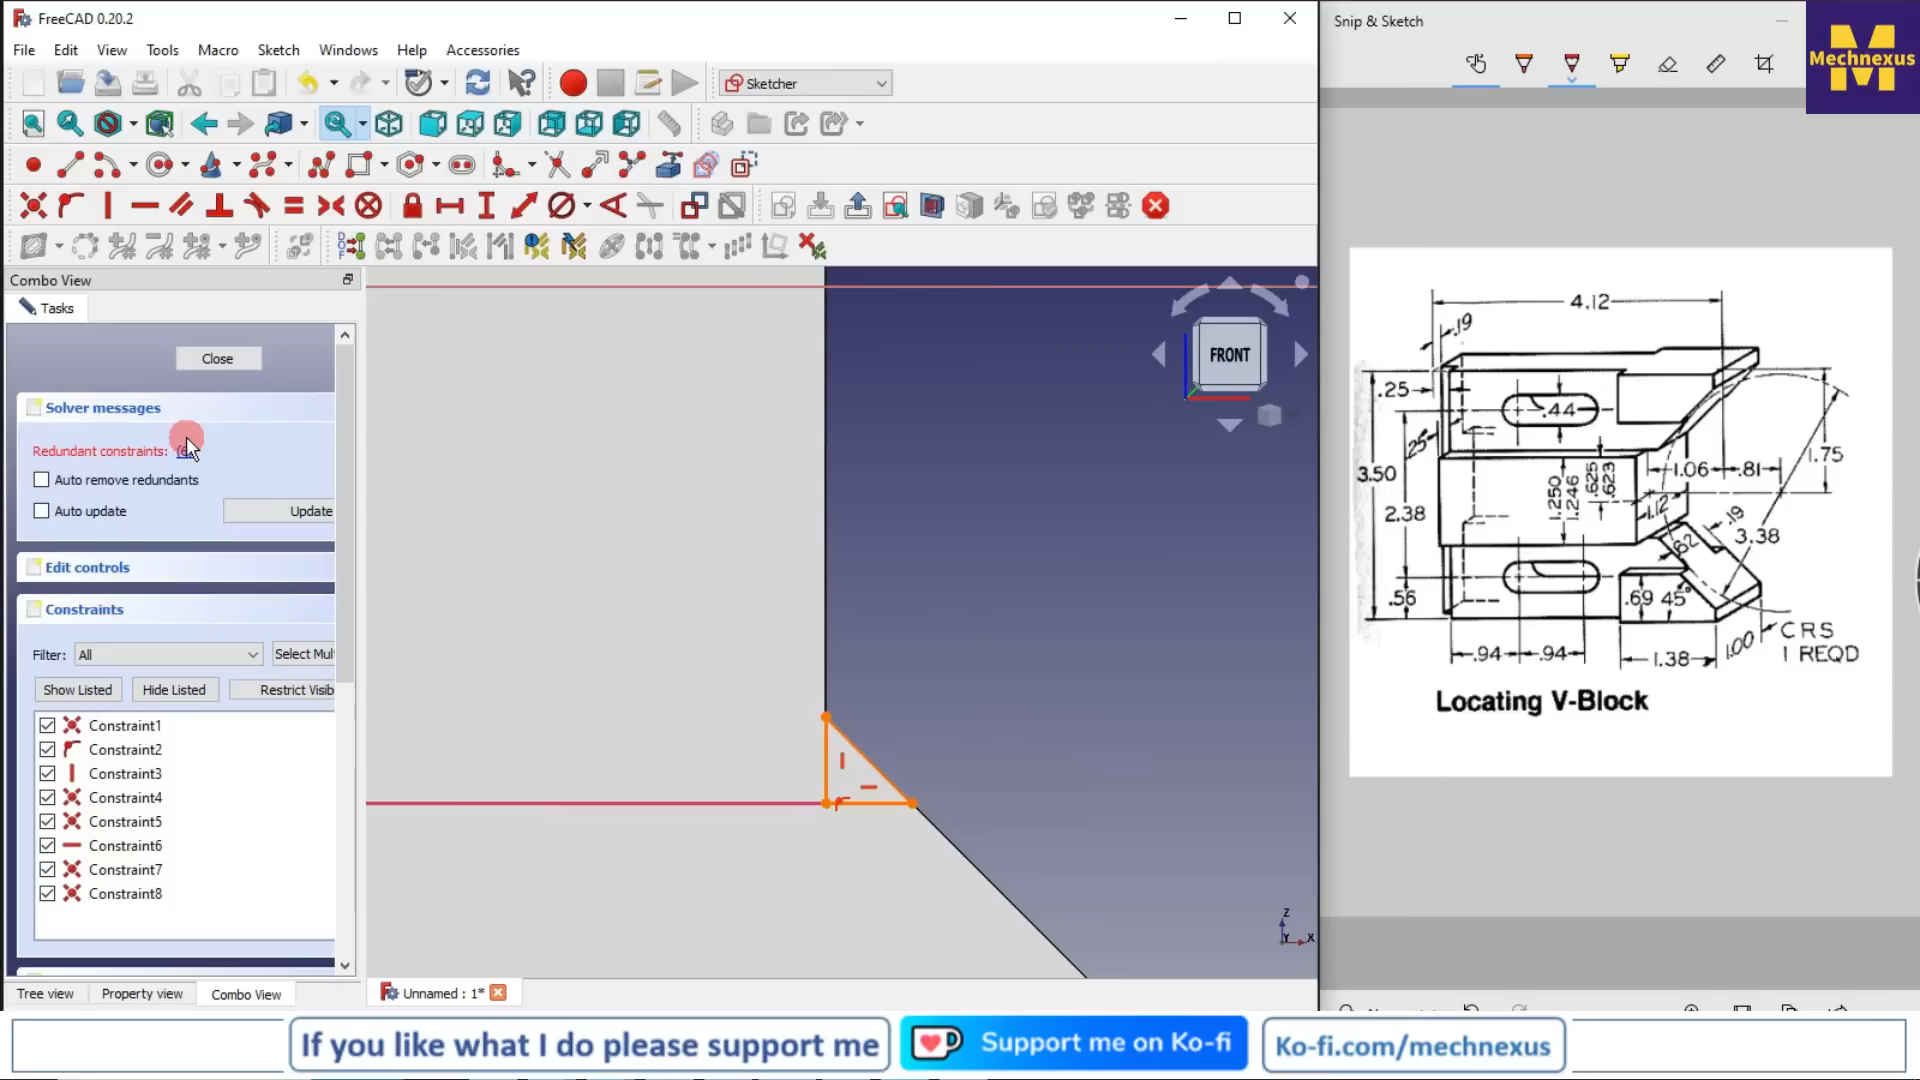 FreeCAD 0.20.2
File Edit View Tools Macro Sketch Windows Help Accessories
Sketcher
Combo View
Tasks
Close
Solver messages
Redundant constraints:
Auto remove redundants
Auto update
Update
Edit controls
Constraints
Filter: All Select Mul
Show Listed Hide Listed Restrict Visib
Constraint1
Constraint2
Constraint3
Constraint4
Constraint5
Constraint6
Constraint7
Constraint8
Tree view Property view Combo View
FRONT
Z
Y X
Unnamed : 1*
Snip & Sketch
Mechnexus
4.12
.19
.25
.44
.25
3.50
2.38
1.250
1.246
.625
.623
1.06 .81
1.75
1.12
.19
.62
3.38
.56
.69 45°
.94 .94
1.38
1.00
CRS
1 REQD
Locating V-Block
If you like what I do please support me
Support me on Ko-fi
Ko-fi.com/mechnexus